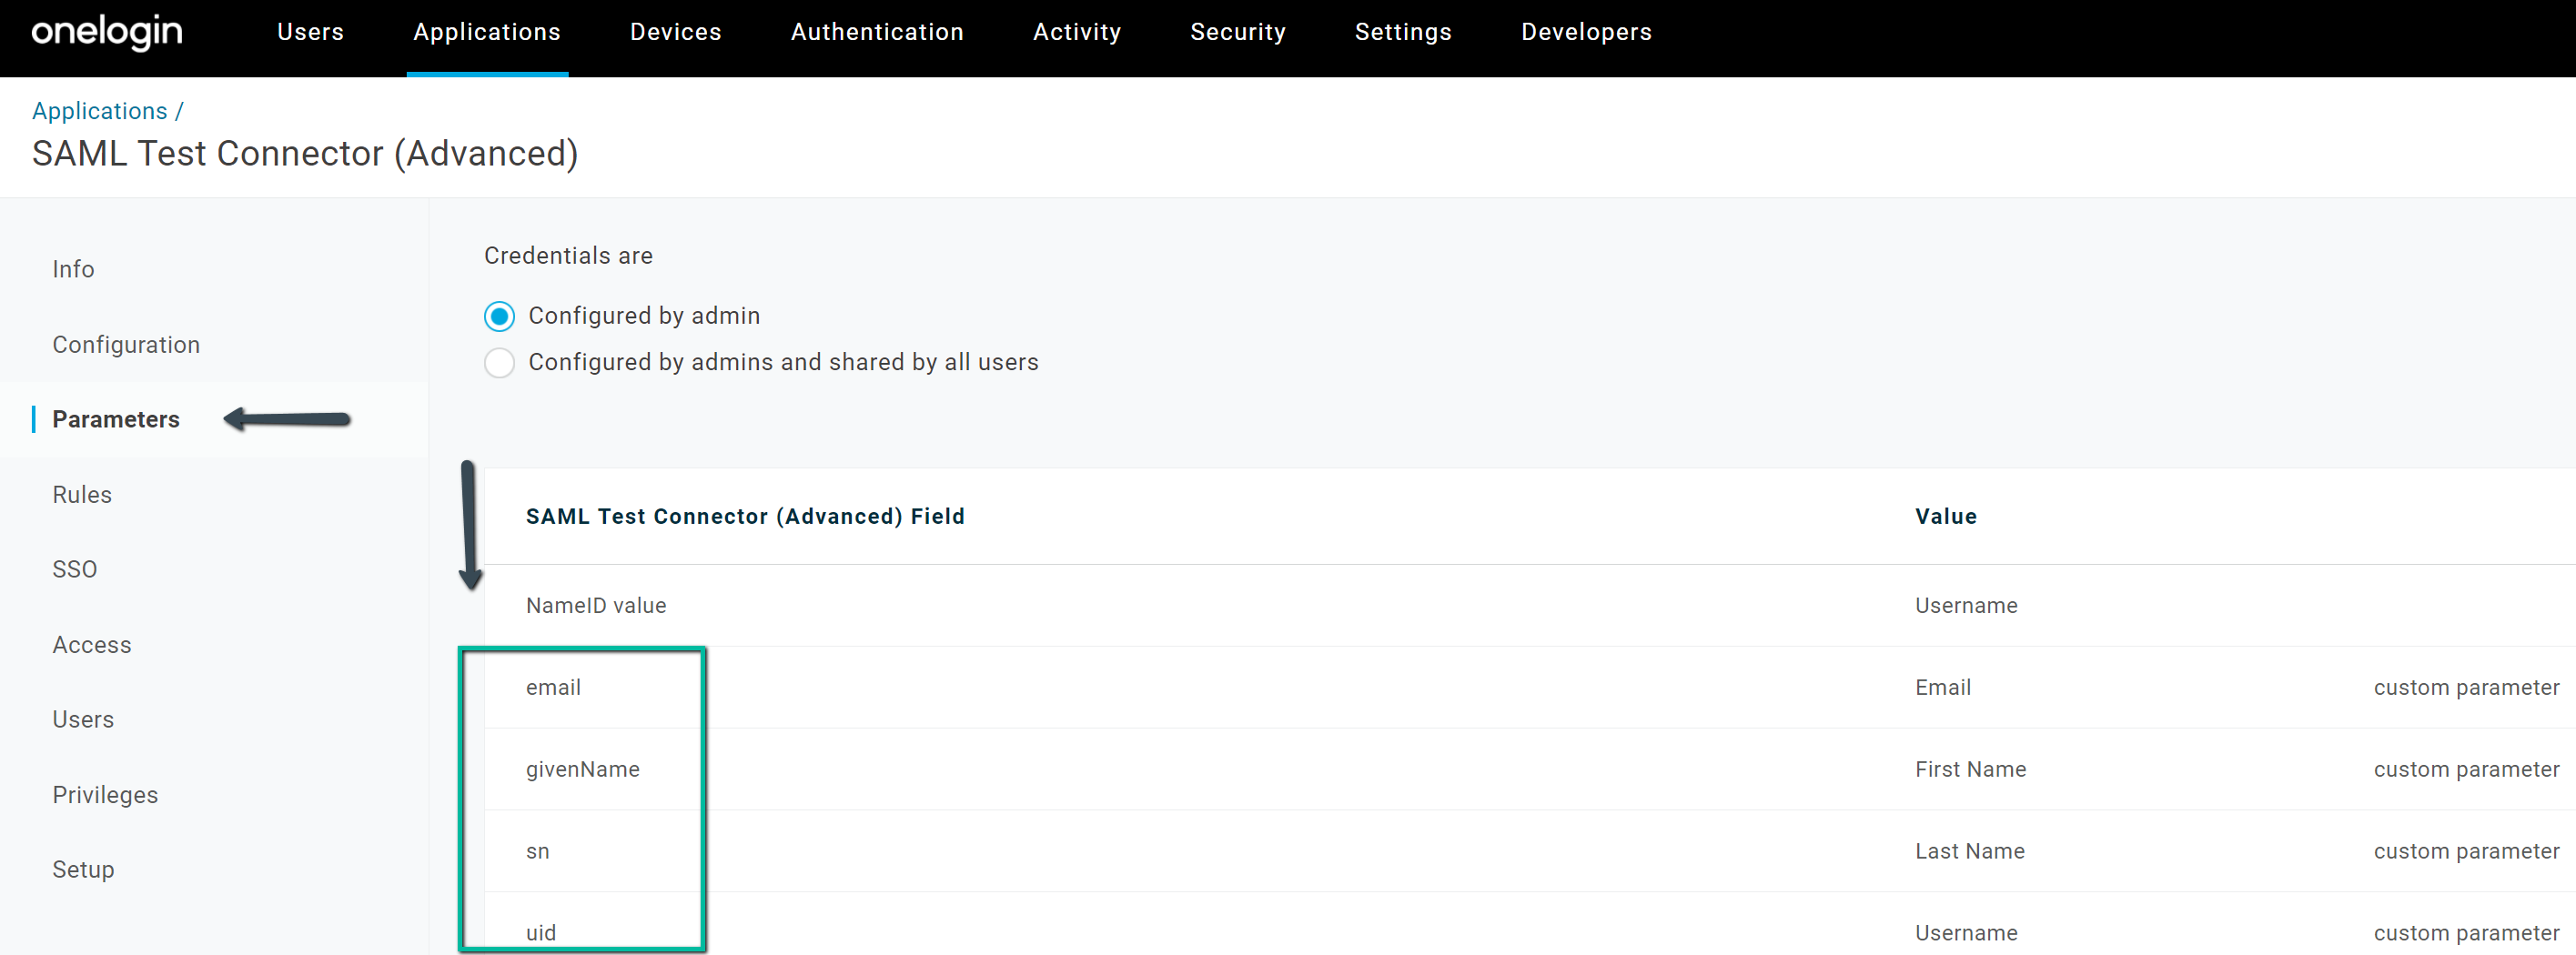 onelogin Users Applications Devices Authentication Activity Security Settings Developers
Applications /
SAML Test Connector (Advanced)
Info
Configuration
Parameters
Rules
SSO
Access
Users
Privileges
Setup
Credentials are
Configured by admin
Configured by admins and shared by all users
SAML Test Connector (Advanced) Field Value
NameID value Username
email Email custom parameter
givenName First Name custom parameter
sn Last Name custom parameter
uid Username custom parameter